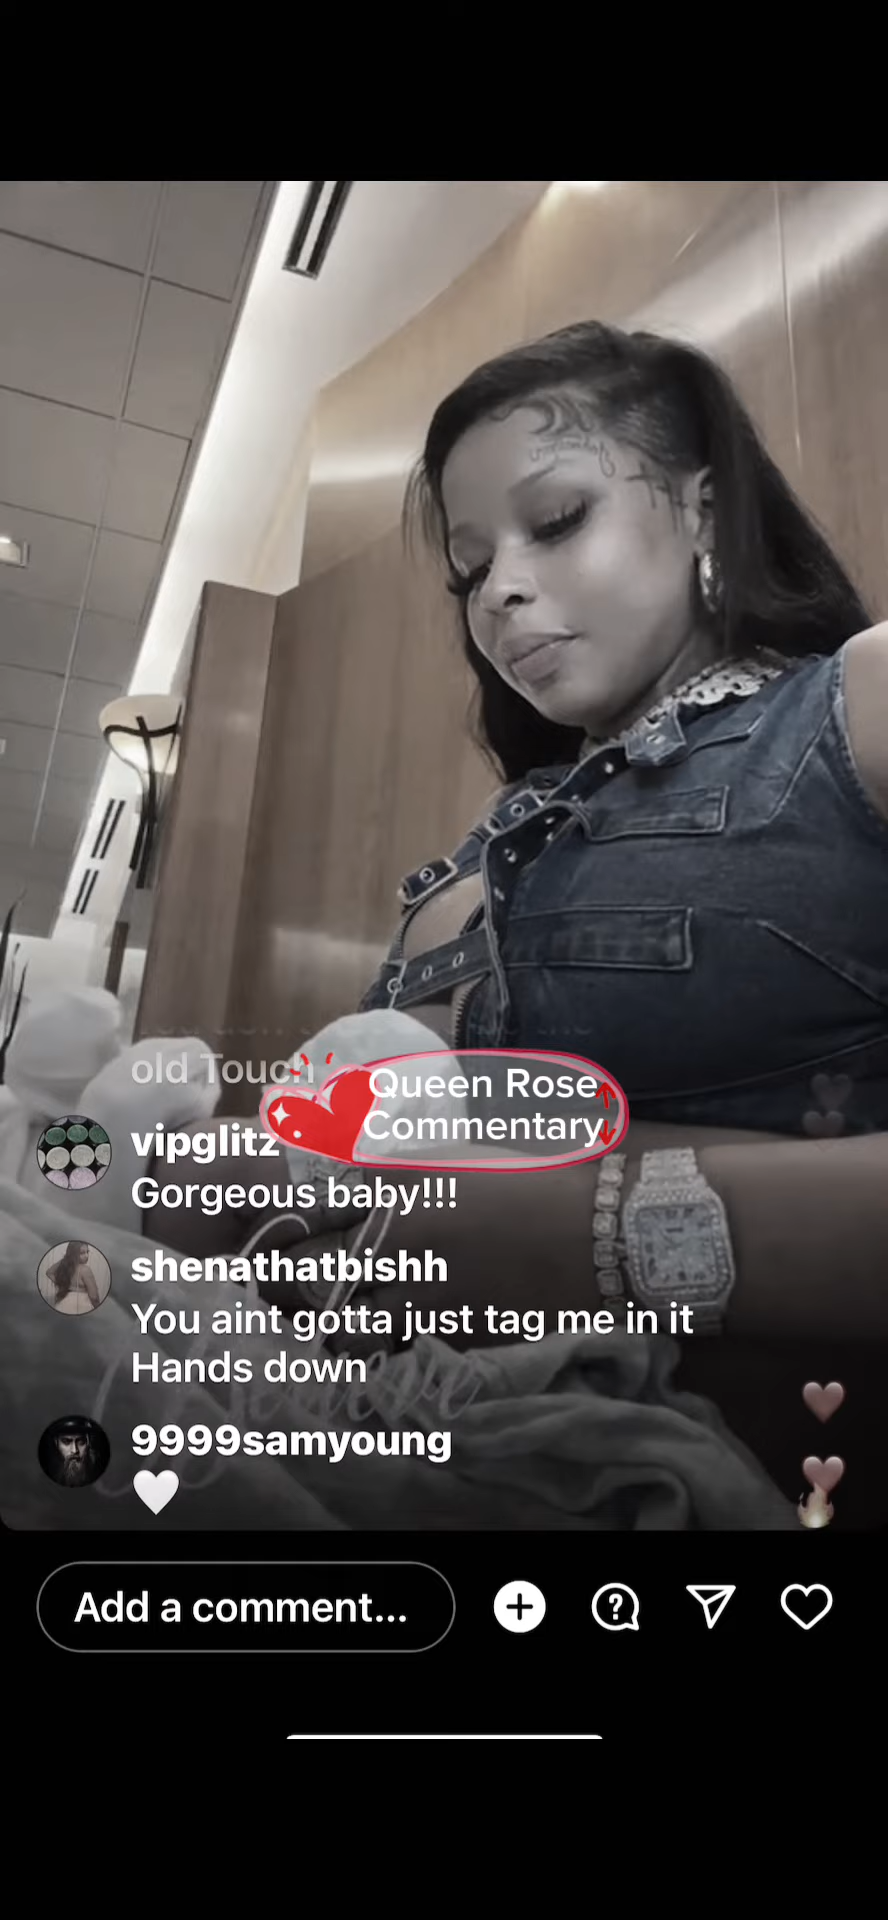 old Touch
Queen Rose
Commentary
vipglitz
Gorgeous baby!!!
shenathatbishh
You aint gotta just tag me in it
Hands down
9999samyoung
🤍
Add a comment...